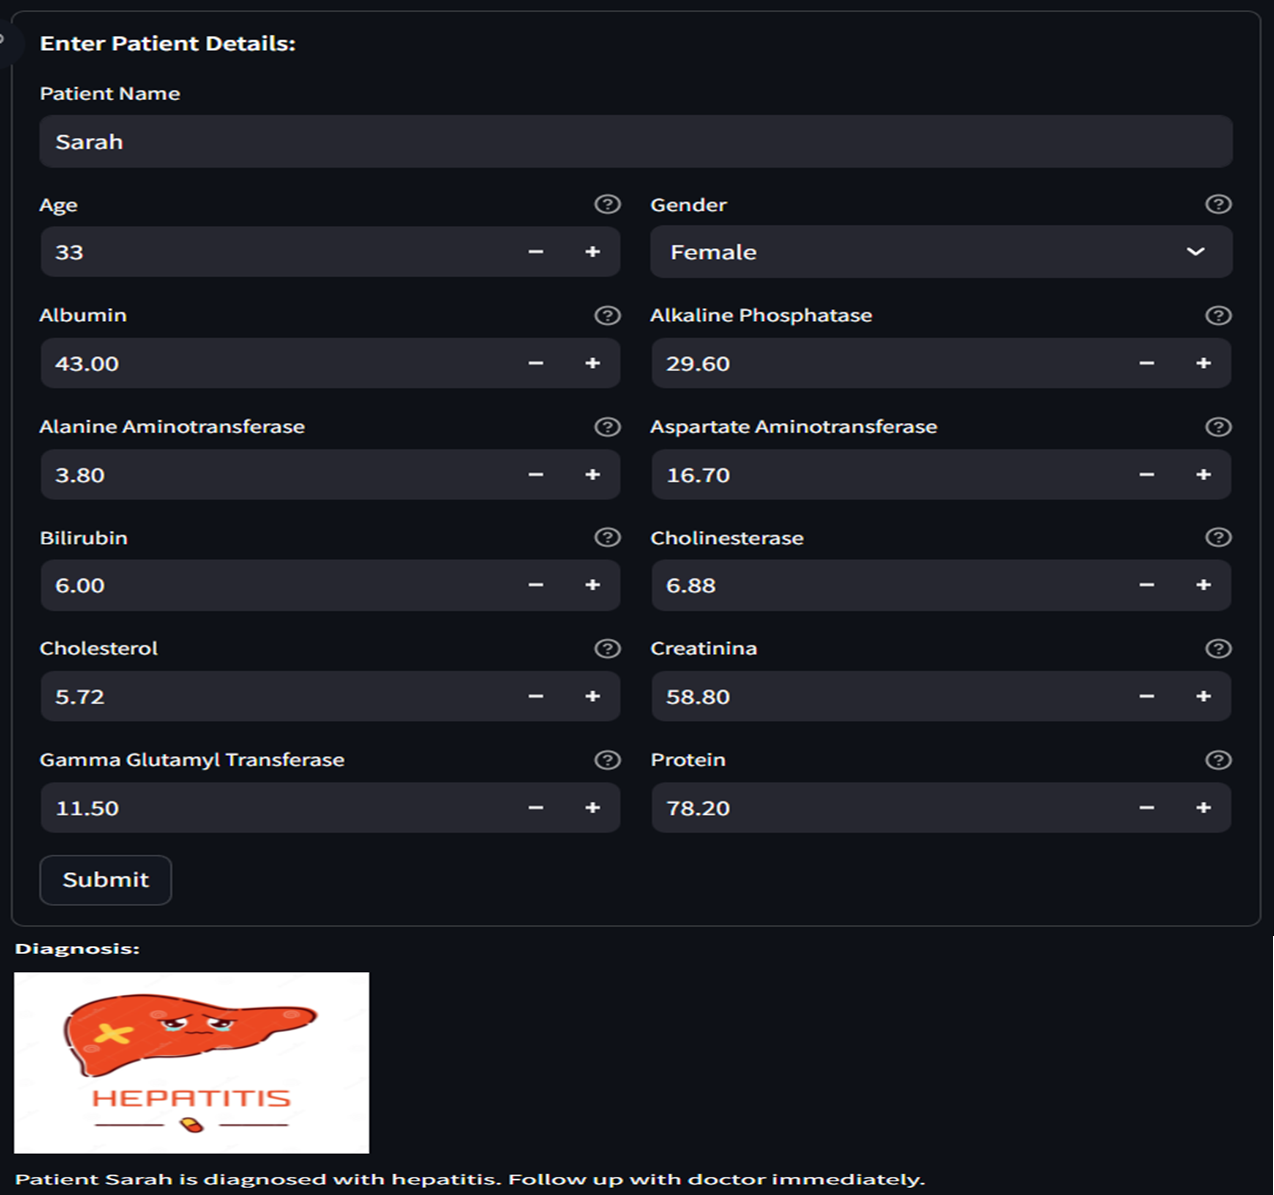 Enter Patient Details:
Patient Name
Sarah
Age
Gender
33
Female
Albumin
Alkaline Phosphatase
43.00
29.60
Alanine Aminotransferase
Aspartate Aminotransferase
3.80
16.70
Bilirubin
Cholinesterase
6.00
6.88
Cholesterol
Creatinina
5.72
58.80
Gamma Glutamyl Transferase
Protein
11.50
78.20
Submit
Diagnosis:
HEPATITIS
Patient Sarah is diagnosed with hepatitis. Follow up with doctor immediately.